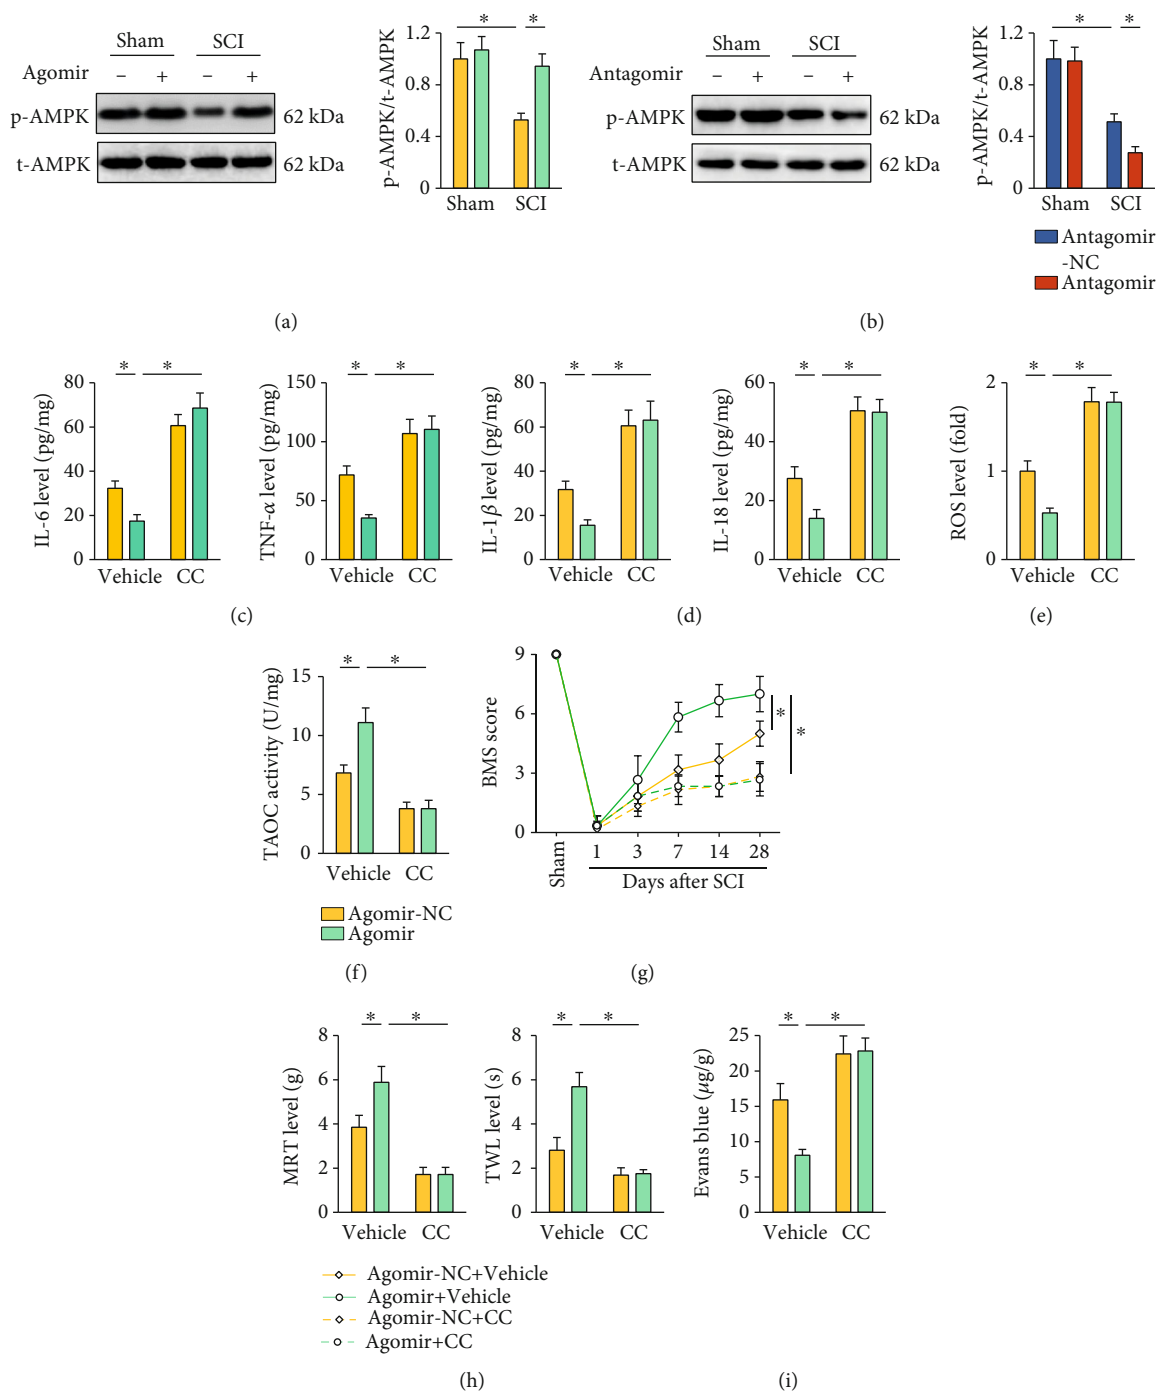 Sham SCI
Agomir − + − +
p-AMPK 62 kDa
t-AMPK 62 kDa
p-AMPK/t-AMPK
1.2
0.8
0.4
0
* *
Sham SCI
(a)
Sham SCI
Antagomir − + − +
p-AMPK 62 kDa
t-AMPK 62 kDa
p-AMPK/t-AMPK
1.2
0.8
0.4
0
* *
Sham SCI
Antagomir
-NC
Antagomir
(b)
IL-6 level (pg/mg)
80
60
40
20
0
* *
Vehicle CC
TNF-α level (pg/mg)
150
100
50
0
* *
Vehicle CC
(c)
IL-1β level (pg/mg)
80
60
40
20
0
* *
Vehicle CC
IL-18 level (pg/mg)
60
40
20
0
* *
Vehicle CC
(d)
ROS level (fold)
2
1
0
* *
Vehicle CC
(e)
TAOC activity (U/mg)
15
10
5
0
* *
Vehicle CC
Agomir-NC
Agomir
(f)
BMS score
9
6
3
0
* *
Sham 1 3 7 14 28
Days after SCI
(g)
MRT level (g)
8
6
4
2
0
* *
Vehicle CC
TWL level (s)
8
6
4
2
0
* *
Vehicle CC
Agomir-NC+Vehicle
Agomir+Vehicle
Agomir-NC+CC
Agomir+CC
(h)
Evans blue (μg/g)
25
20
15
10
5
0
* *
Vehicle CC
(i)